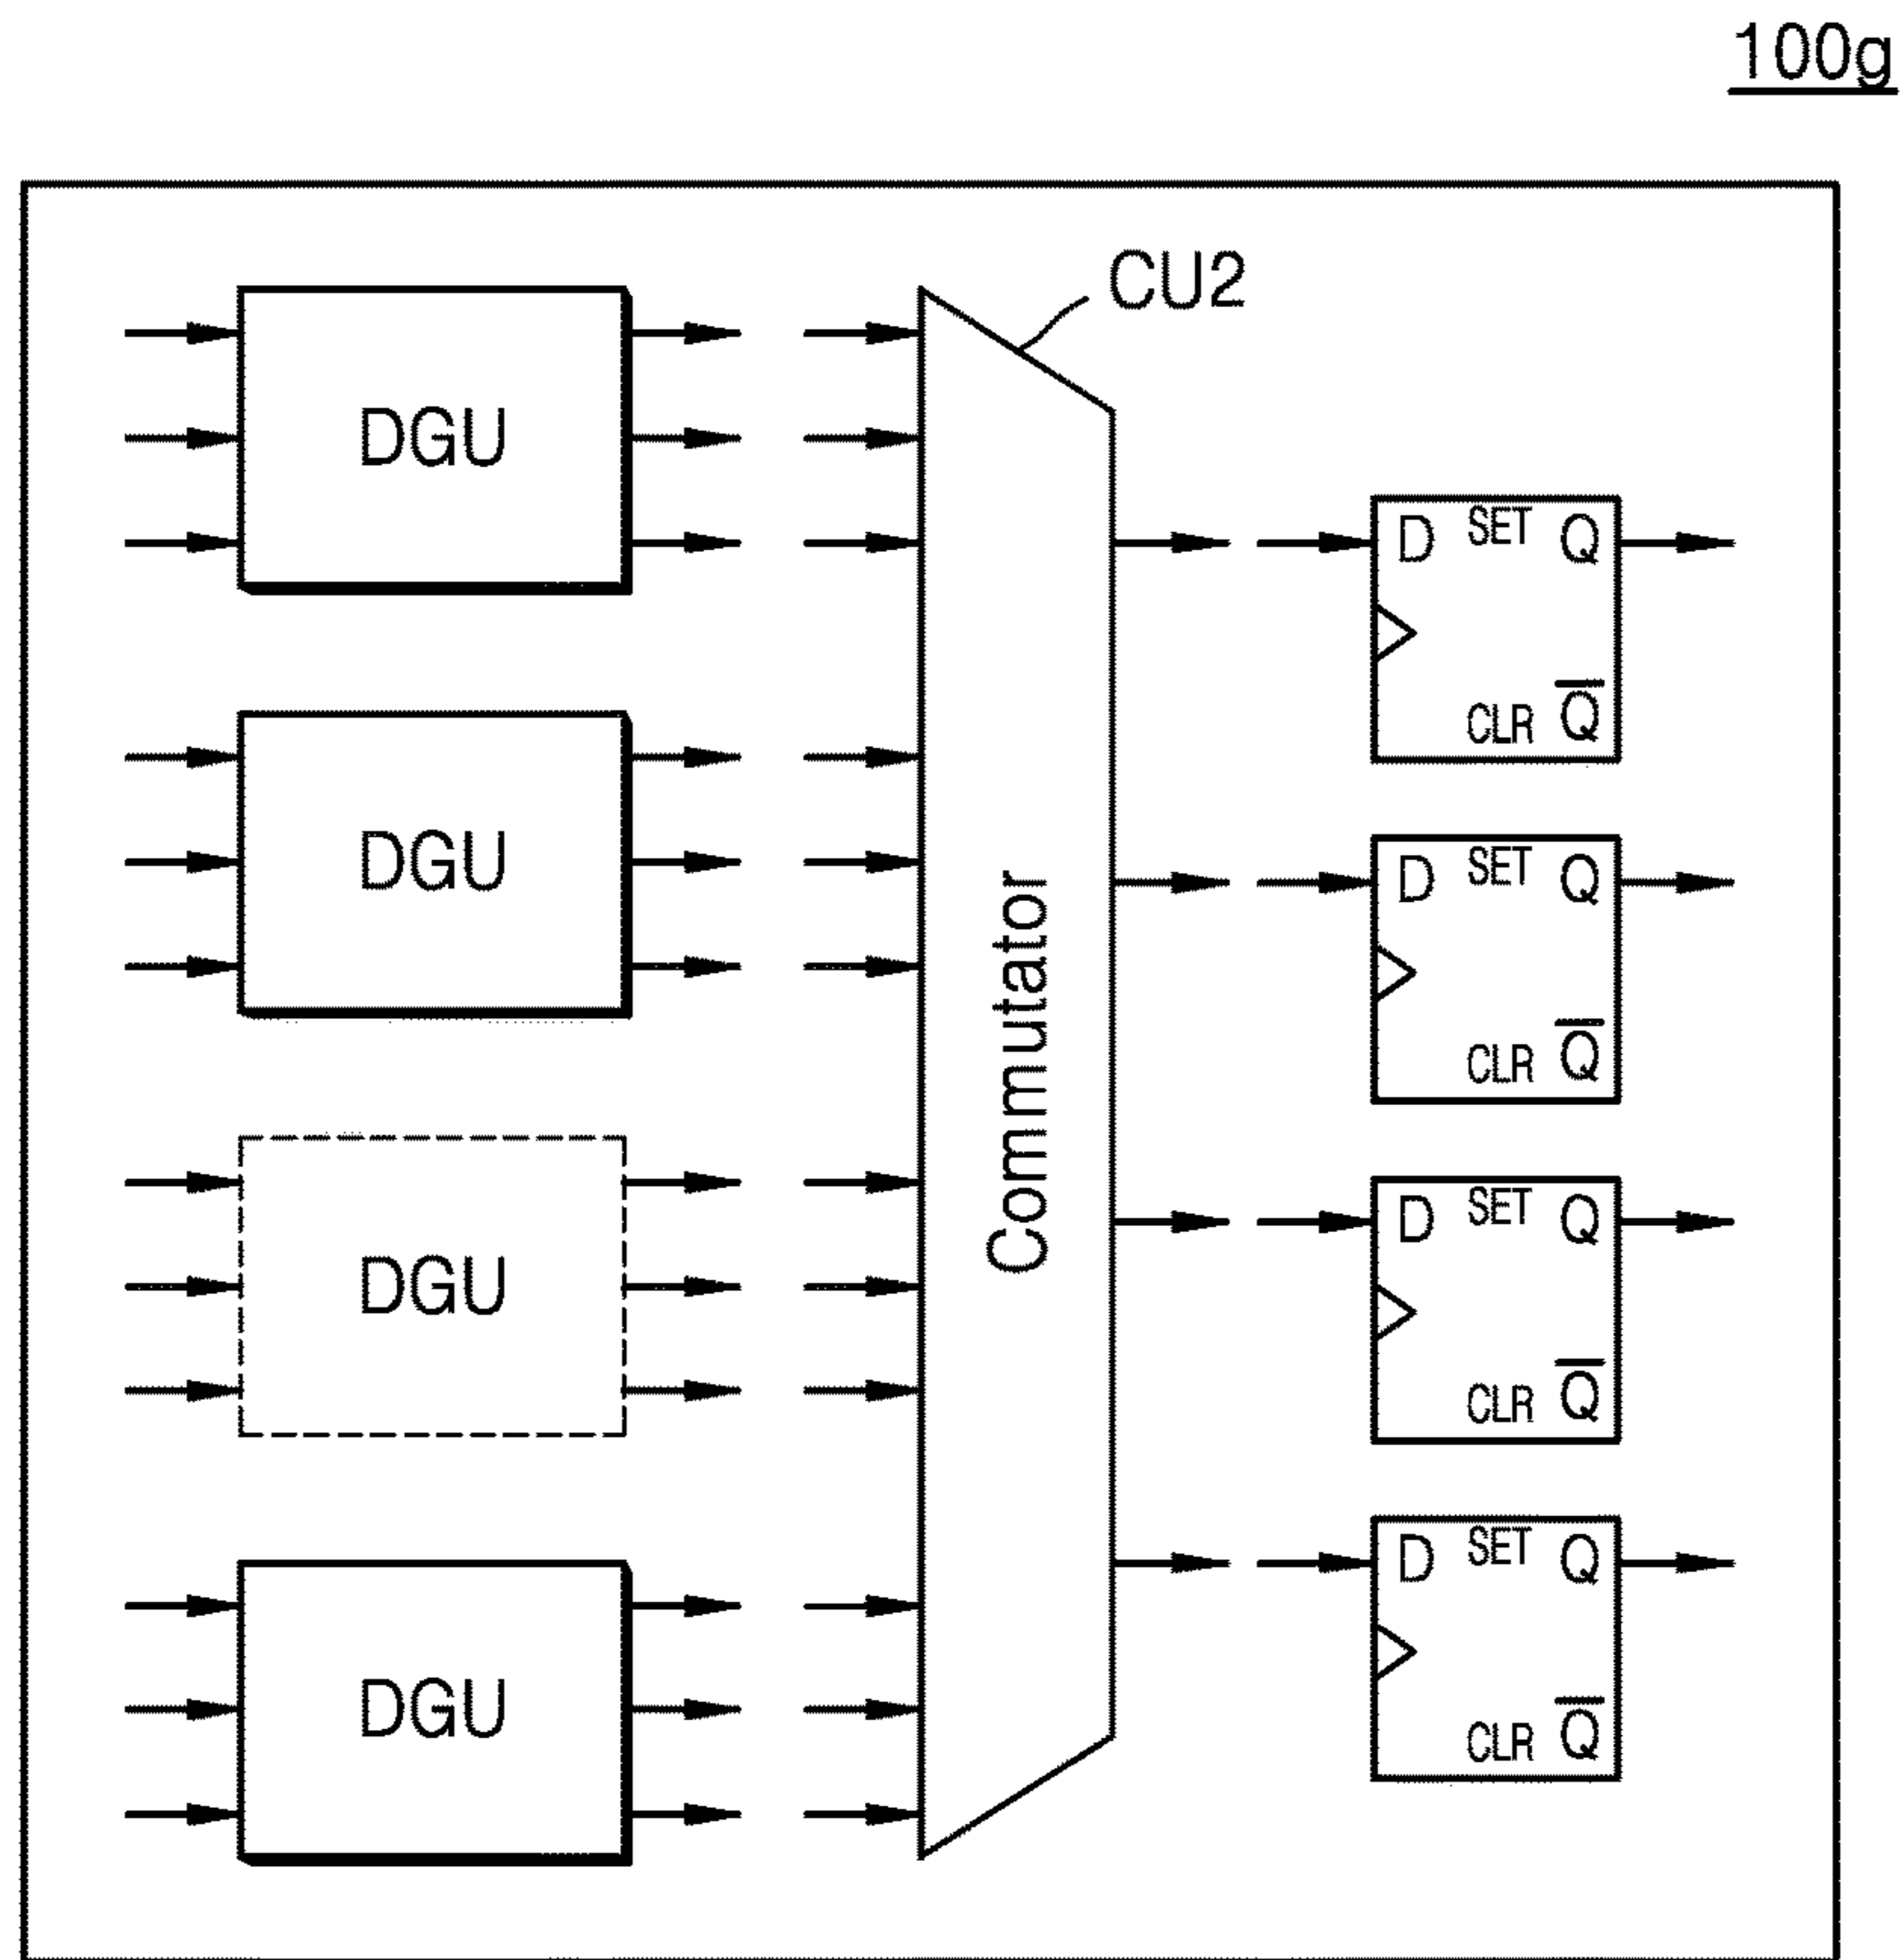 100g
CU2
DGU
DGU
DGU
DGU
Commutator
D SET Q
CLR Q̅
D SET Q
CLR Q̅
D SET Q
CLR Q̅
D SET Q
CLR Q̅